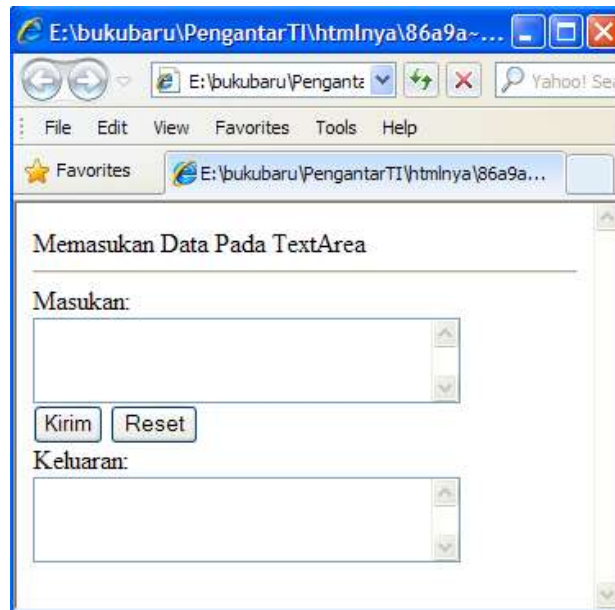 E:\bukubaru\PengantarTI\htmlnya\86a9a~...
E:\bukubaru\Penganta
Yahoo! Sea
File Edit View Favorites Tools Help
Favorites
E:\bukubaru\PengantarTI\htmlnya\86a9a...
Memasukan Data Pada TextArea
Masukan:
Kirim Reset
Keluaran: